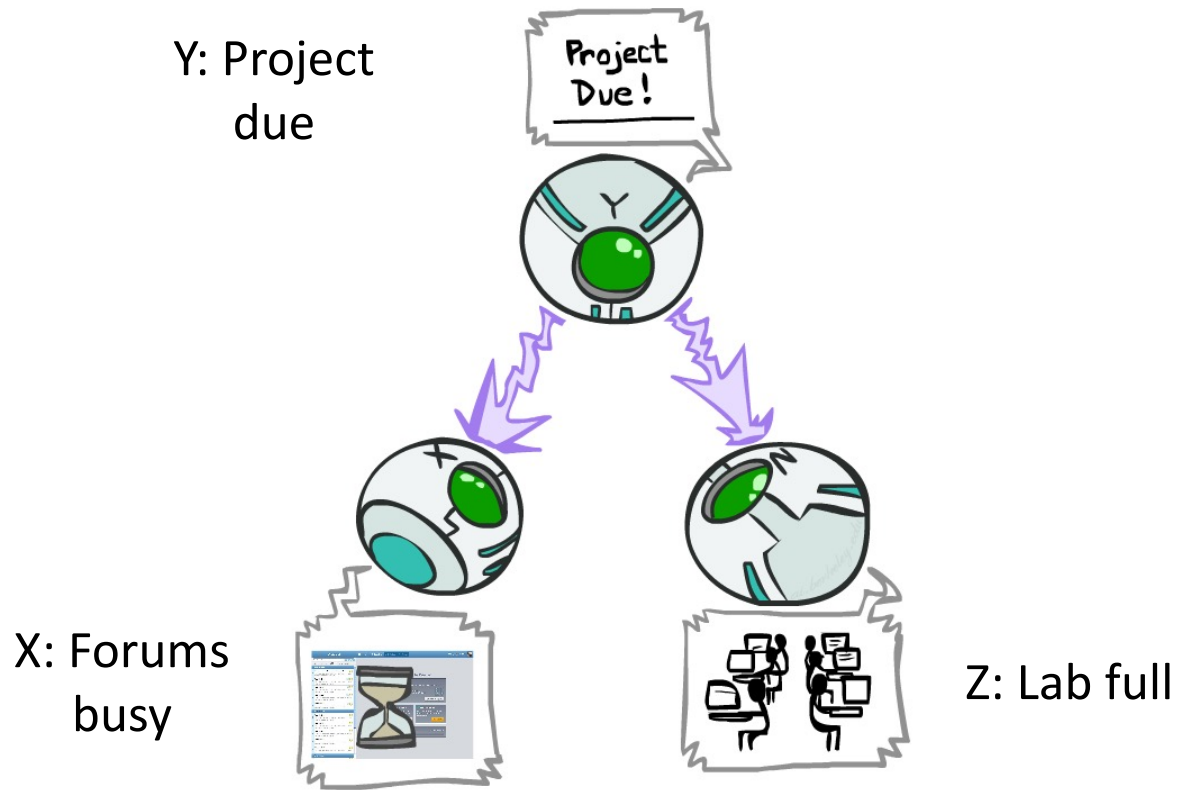 Y: Project
due
Project
Due!
Y
X
Z
X: Forums
busy
Z: Lab full